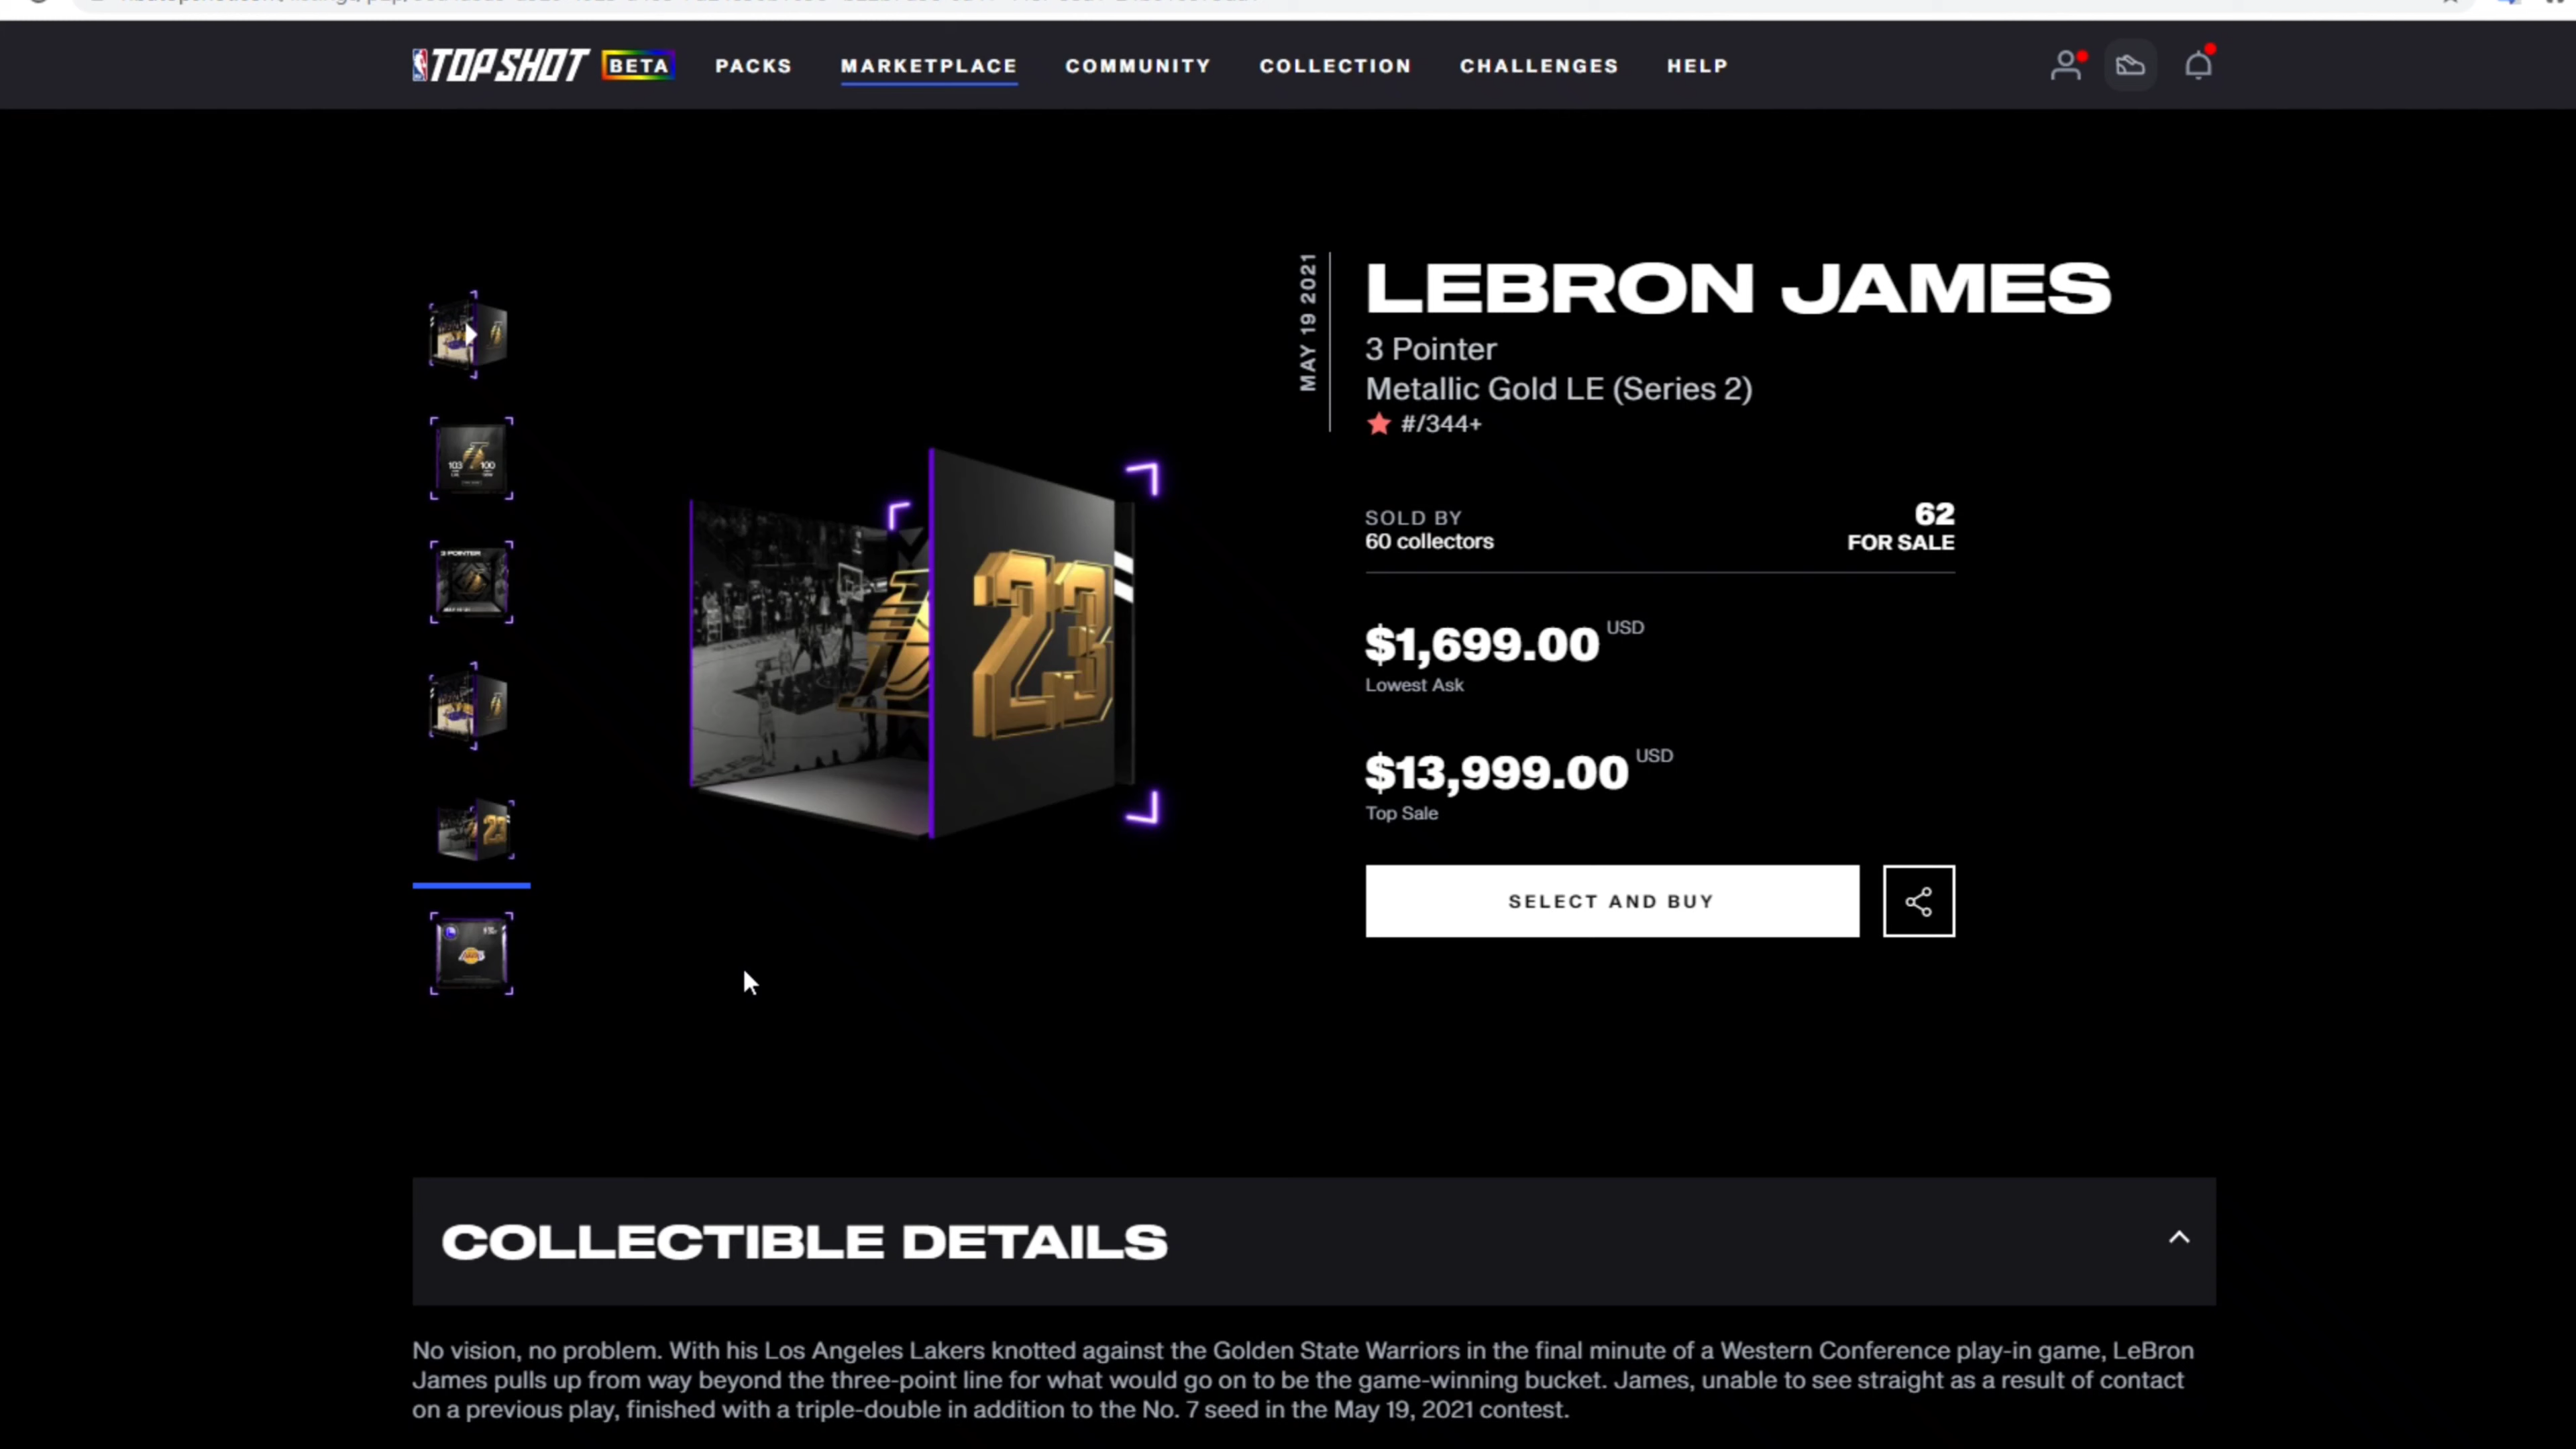 TOP SHOT BETA PACKS MARKETPLACE COMMUNITY COLLECTION CHALLENGES HELP
MAY 19 2021
LEBRON JAMES
3 Pointer
Metallic Gold LE (Series 2)
#/344+
SOLD BY
60 collectors
62
FOR SALE
$1,699.00 USD
Lowest Ask
$13,999.00 USD
Top Sale
SELECT AND BUY
23
103 100
3 POINTER
23
COLLECTIBLE DETAILS
No vision, no problem. With his Los Angeles Lakers knotted against the Golden State Warriors in the final minute of a Western Conference play-in game, LeBron
James pulls up from way beyond the three-point line for what would go on to be the game-winning bucket. James, unable to see straight as a result of contact
on a previous play, finished with a triple-double in addition to the No. 7 seed in the May 19, 2021 contest.